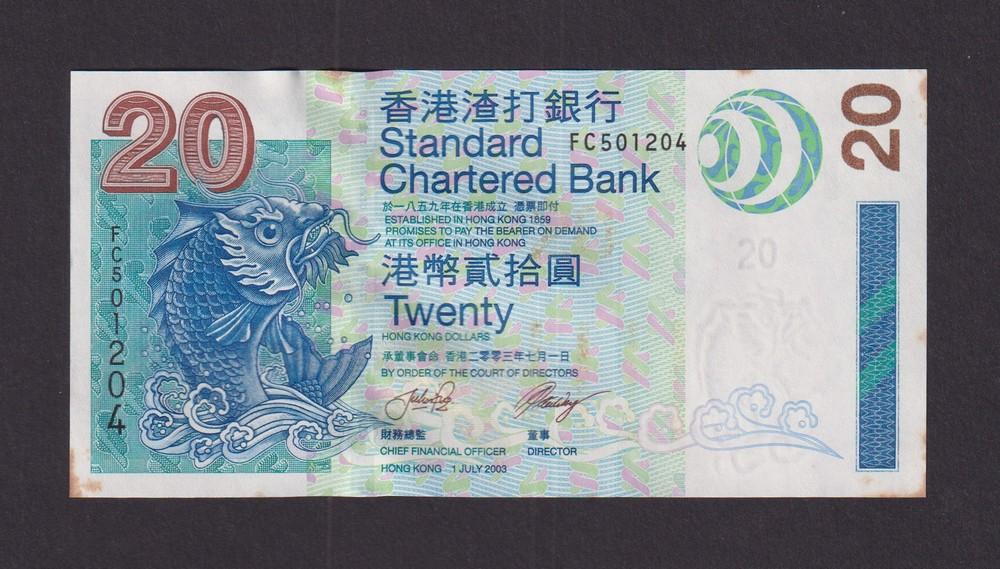 20
香港渣打銀行
Standard
FC501204
Chartered Bank
20
於一八五九年在香港成立 憑票即付
ESTABLISHED IN HONG KONG 1859
PROMISES TO PAY THE BEARER ON DEMAND
AT ITS OFFICE IN HONG KONG
FC501204
20
港幣貳拾圓
Twenty
HONG KONG DOLLARS
承董事會命 香港二零零三年七月一日
BY ORDER OF THE COURT OF DIRECTORS
財務總監 董事
CHIEF FINANCIAL OFFICER DIRECTOR
HONG KONG 1 JULY 2003